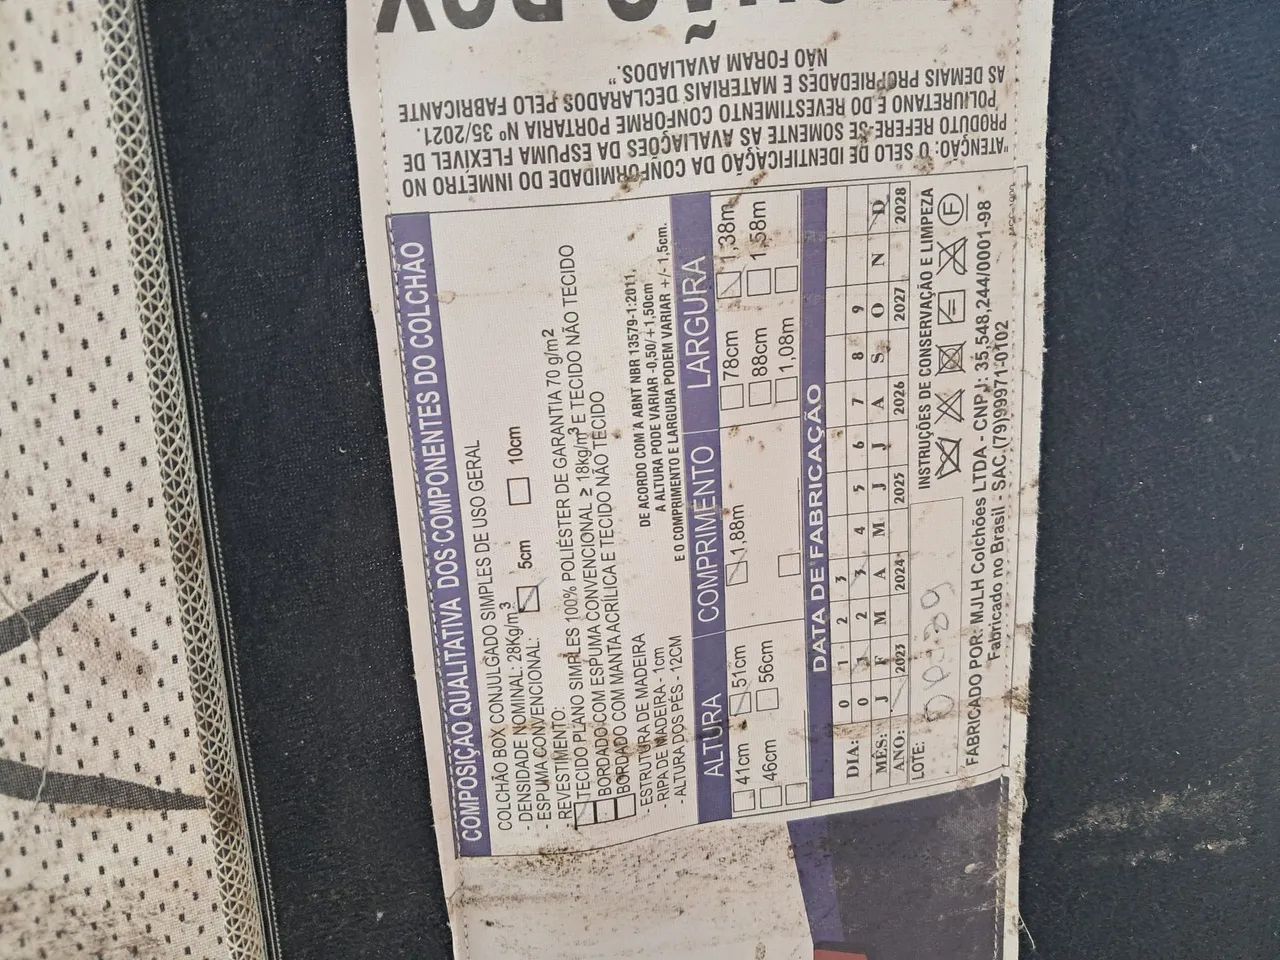 "ATENÇÃO: O SELO DE IDENTIFICAÇÃO DA CONFORMIDADE DO INMETRO NO
PRODUTO REFERE-SE SOMENTE ÀS AVALIAÇÕES DA ESPUMA FLEXÍVEL DE
POLIURETANO E DO REVESTIMENTO CONFORME PORTARIA Nº 35/2021.
AS DEMAIS PROPRIEDADES E MATERIAIS DECLARADOS PELO FABRICANTE
NÃO FORAM AVALIADOS."
COMPOSIÇÃO QUALITATIVA DOS COMPONENTES DO COLCHÃO
COLCHÃO BOX CONJUGADO SIMPLES DE USO GERAL
- DENSIDADE NOMINAL: 28Kg/m³
- ESPUMA CONVENCIONAL: 5cm 10cm
REVESTIMENTO:
TECIDO PLANO SIMPLES 100% POLIÉSTER DE GARANTIA 70 g/m2
BORDADO COM ESPUMA CONVENCIONAL ≥ 18kg/m³ E TECIDO NÃO TECIDO
BORDADO COM MANTA ACRÍLICA E TECIDO NÃO TECIDO
- ESTRUTURA DE MADEIRA
- RIPA DE MADEIRA - 1cm
- ALTURA DOS PÉS - 12CM
DE ACORDO COM A ABNT NBR 13579-1:2011,
A ALTURA PODE VARIAR -0,50/+1,50cm
E O COMPRIMENTO E LARGURA PODEM VARIAR +/- 1,5cm.
ALTURA COMPRIMENTO LARGURA
41cm 51cm 1,88m 78cm 1,38m
46cm 56cm 88cm 1,58m
1,08m
DATA DE FABRICAÇÃO
DIA: 0 1 2 3 4 5 6 7 8 9
0 1 2 3
MÊS: J F M A M J J A S O N D
ANO: 2023 2024 2025 2026 2027 2028
LOTE:
INSTRUÇÕES DE CONSERVAÇÃO E LIMPEZA
F
FABRICADO POR: MJLH Colchões LTDA - CNPJ: 35,548,244/0001-98
Fabricado no Brasil - SAC.(79)99971-0102